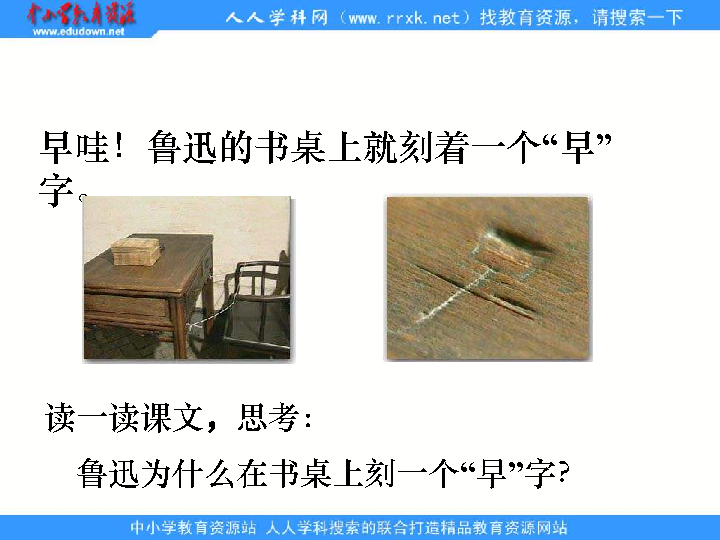 中小学教育资源
www.edudown.net
人人学科网（www.rrxk.net）找教育资源，请搜索一下
早哇！鲁迅的书桌上就刻着一个“早”
字。
读一读课文，思考：
鲁迅为什么在书桌上刻一个“早”字？
中小学教育资源站 人人学科搜索的联合打造精品教育资源网站